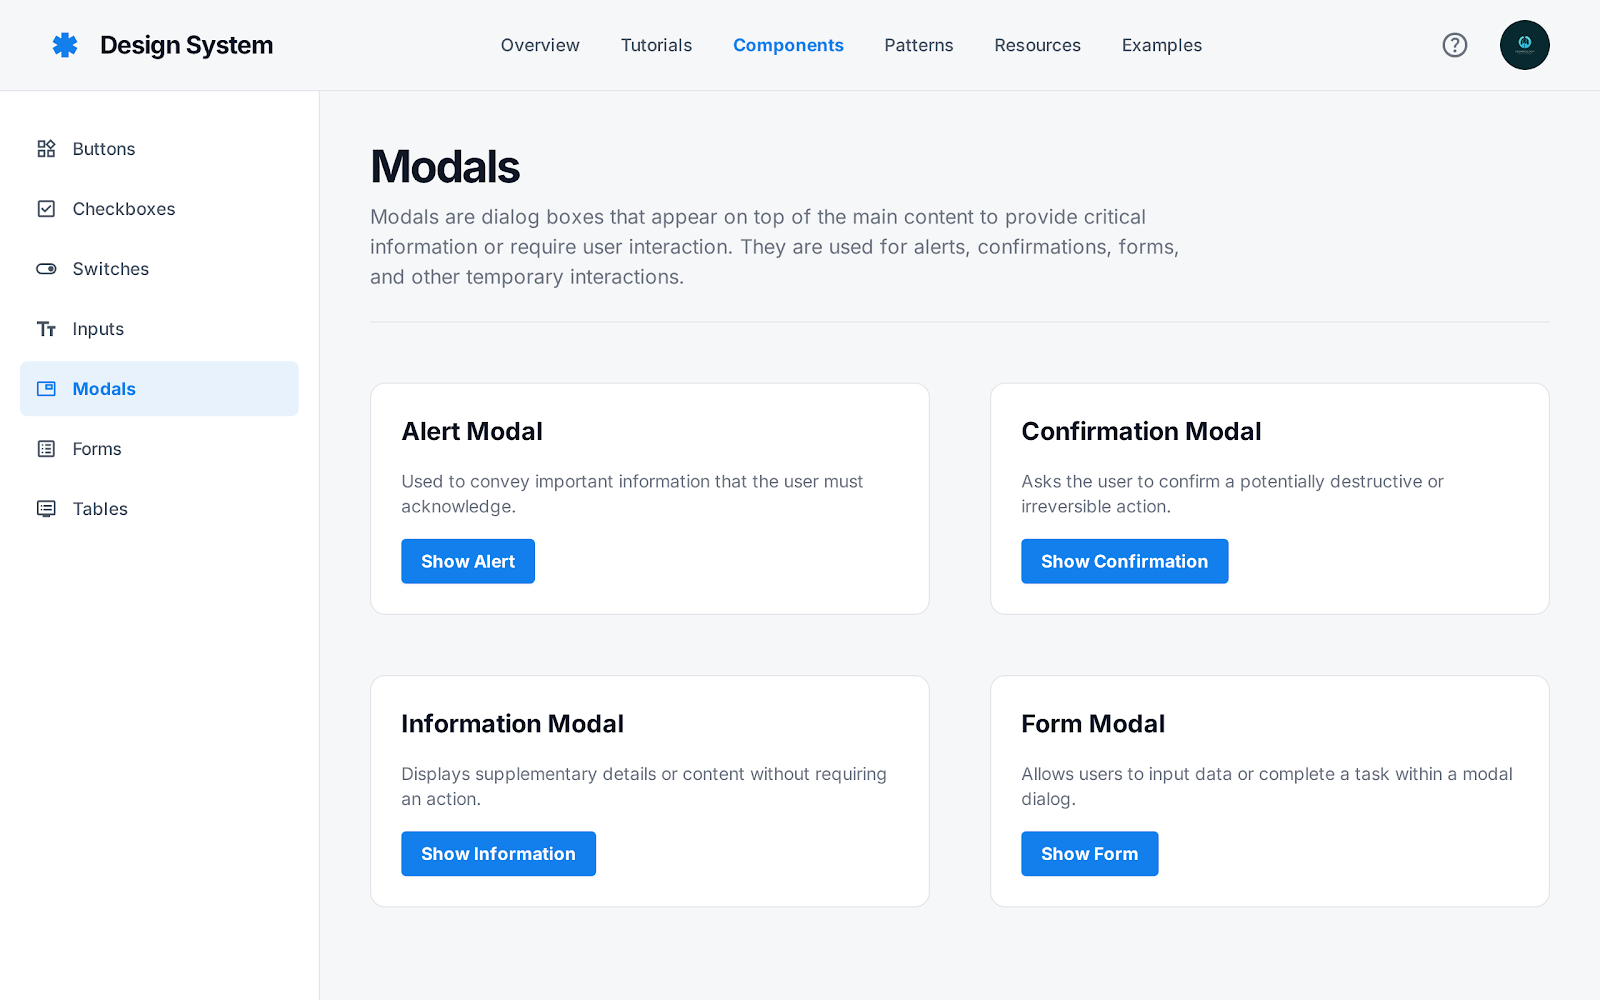 Design System
Overview
Tutorials
Components
Patterns
Resources
Examples
Buttons
Checkboxes
Switches
Inputs
Modals
Forms
Tables
Modals
Modals are dialog boxes that appear on top of the main content to provide critical
information or require user interaction. They are used for alerts, confirmations, forms,
and other temporary interactions.
Alert Modal
Used to convey important information that the user must
acknowledge.
Show Alert
Confirmation Modal
Asks the user to confirm a potentially destructive or
irreversible action.
Show Confirmation
Information Modal
Displays supplementary details or content without requiring
an action.
Show Information
Form Modal
Allows users to input data or complete a task within a modal
dialog.
Show Form